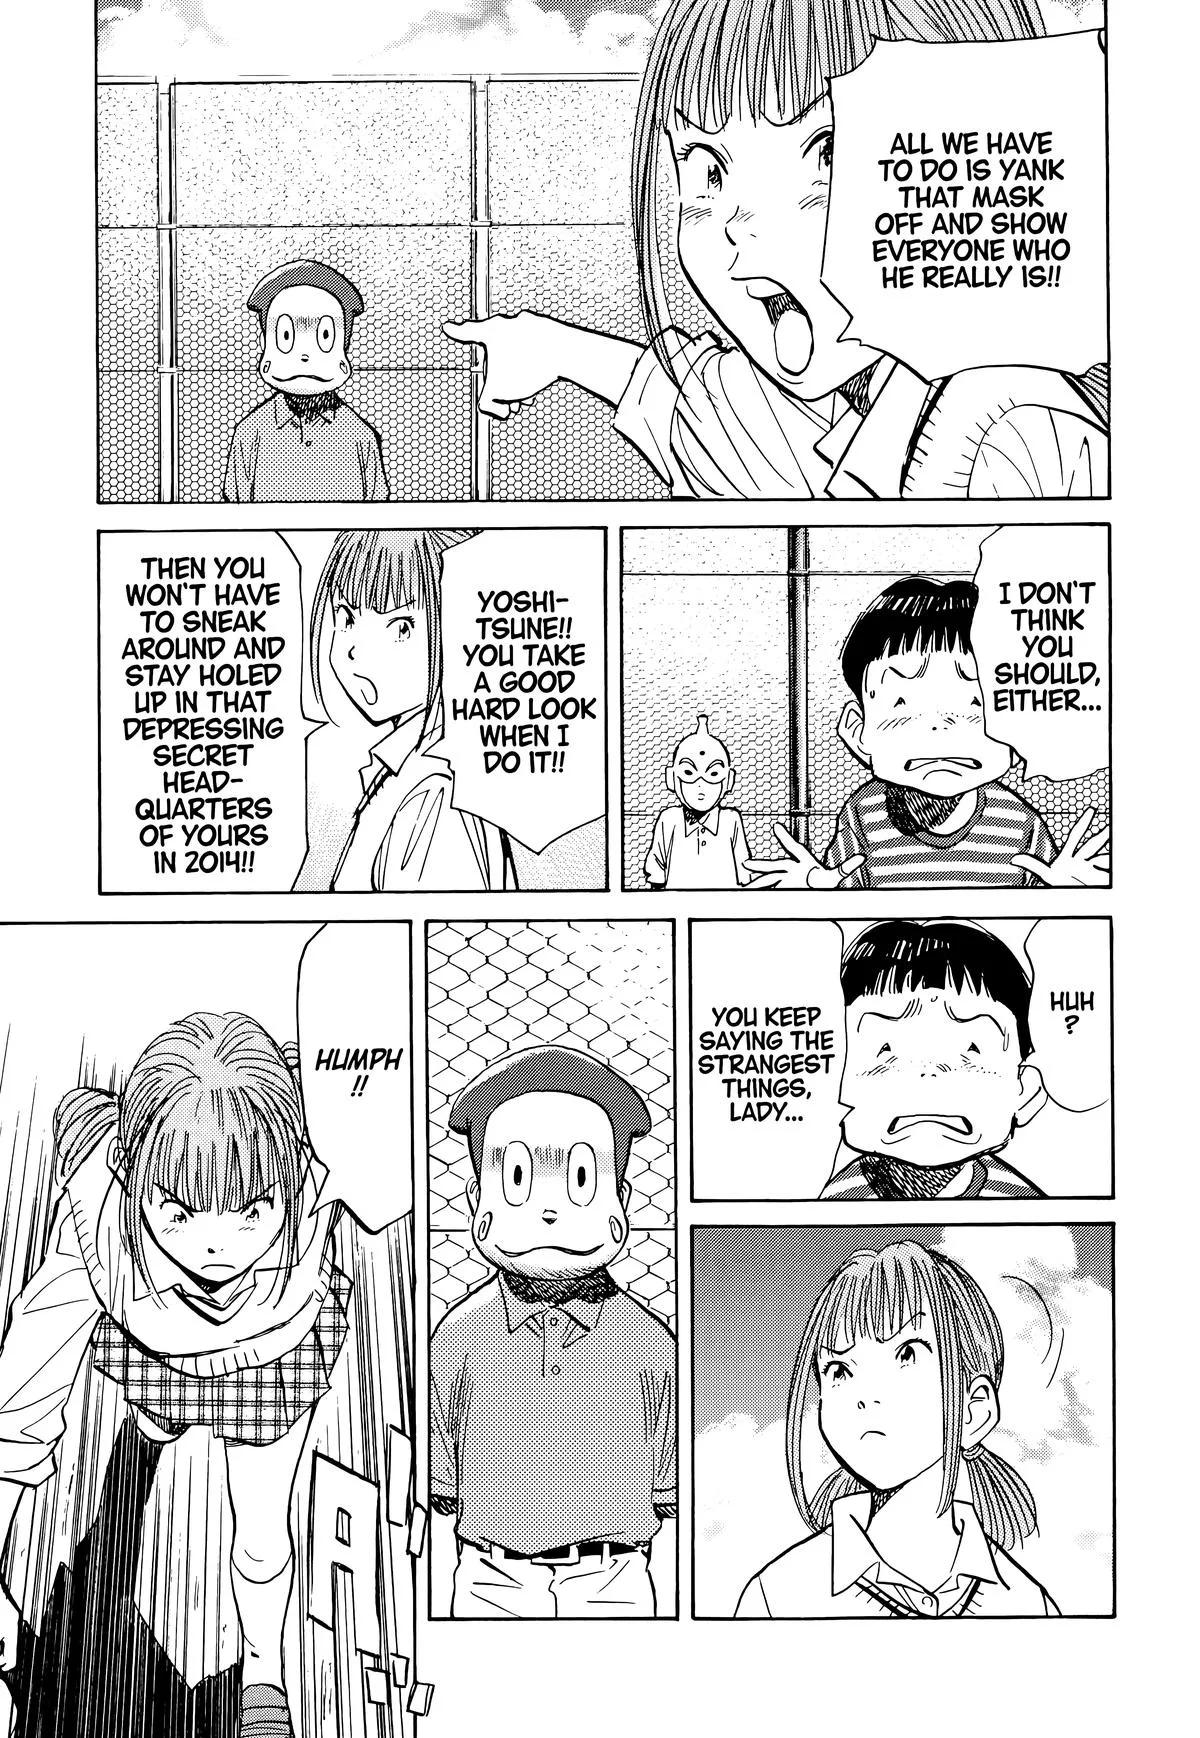 ALL WE HAVE
TO DO IS YANK
THAT MASK
OFF AND SHOW
EVERYONE WHO
HE REALLY IS!!
I DON'T
THINK
YOU
SHOULD,
EITHER...
YOSHI-
TSUNE!!
YOU TAKE
A GOOD
HARD LOOK
WHEN I
DO IT!!
THEN YOU
WON'T HAVE
TO SNEAK
AROUND AND
STAY HOLED
UP IN THAT
DEPRESSING
SECRET
HEAD-
QUARTERS
OF YOURS
IN 2014!!
HUH
?
YOU KEEP
SAYING THE
STRANGEST
THINGS,
LADY...
HUMPH
!!